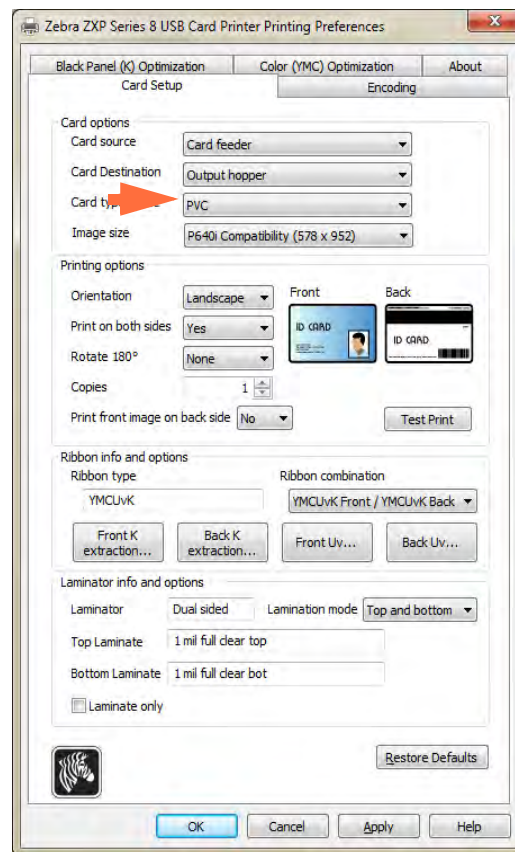 Zebra ZXP Series 8 USB Card Printer Printing Preferences
Black Panel (K) Optimization Color (YMC) Optimization About
Card Setup Encoding
Card options
Card source Card feeder
Card Destination Output hopper
Card PVC
Image size P640i Compatibility (578 x 952)
Printing options
Orientation Landscape Front Back
Print on both sides Yes ID CARD
ID CARD
Rotate 180° None
Copies 1
Print front image on back side No Test Print
Ribbon info and options
Ribbon type Ribbon combination
YMCUvK YMCUvK Front / YMCUvK Back
Front K extraction... Back K extraction... Front Uv... Back Uv...
Laminator info and options
Laminator Dual sided Lamination mode Top and bottom
Top Laminate 1 mil full clear top
Bottom Laminate 1 mil full clear bot
Laminate only
Restore Defaults
OK Cancel Apply Help